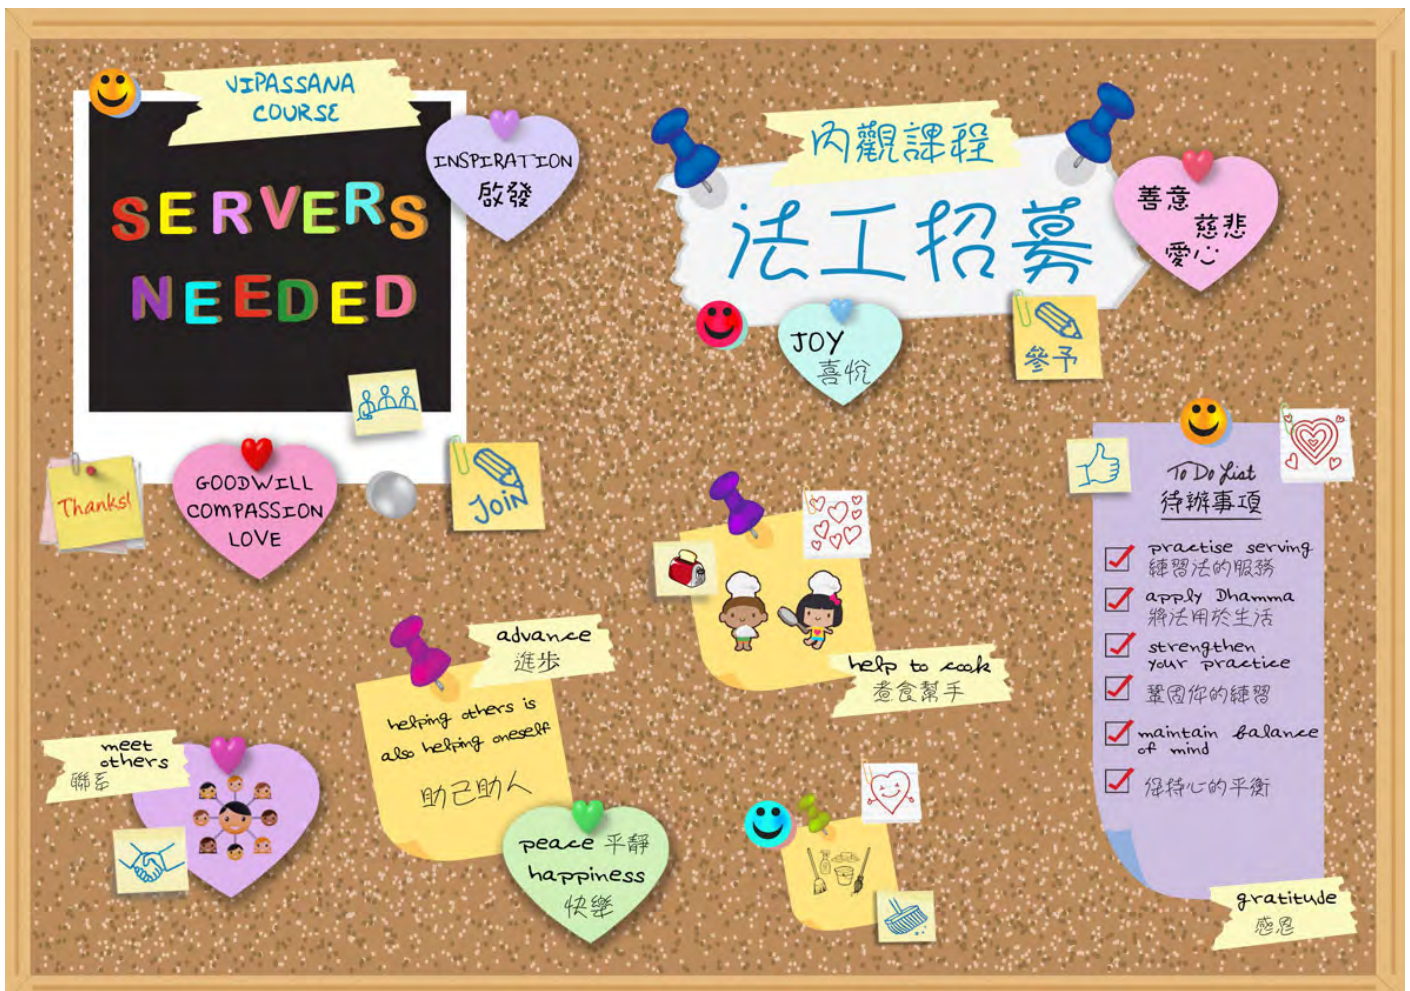 VIPASSANA
COURSE
SERVERS
NEEDED
INSPIRATION
啟發
內觀課程
法工招募
善意
慈悲
愛心
JOY
喜悅
參予
Thanks!
GOODWILL
COMPASSION
LOVE
JOIN
To Do List
待辦事項
practise serving
練習法的服務
apply Dhamma
將法用於生活
strengthen
your practice
鞏固你的練習
maintain balance
of mind
保持心的平衡
gratitude
感恩
help to cook
煮食幫手
advance
進步
helping others is
also helping oneself
助己助人
peace 平靜
happiness
快樂
meet
others
聯系